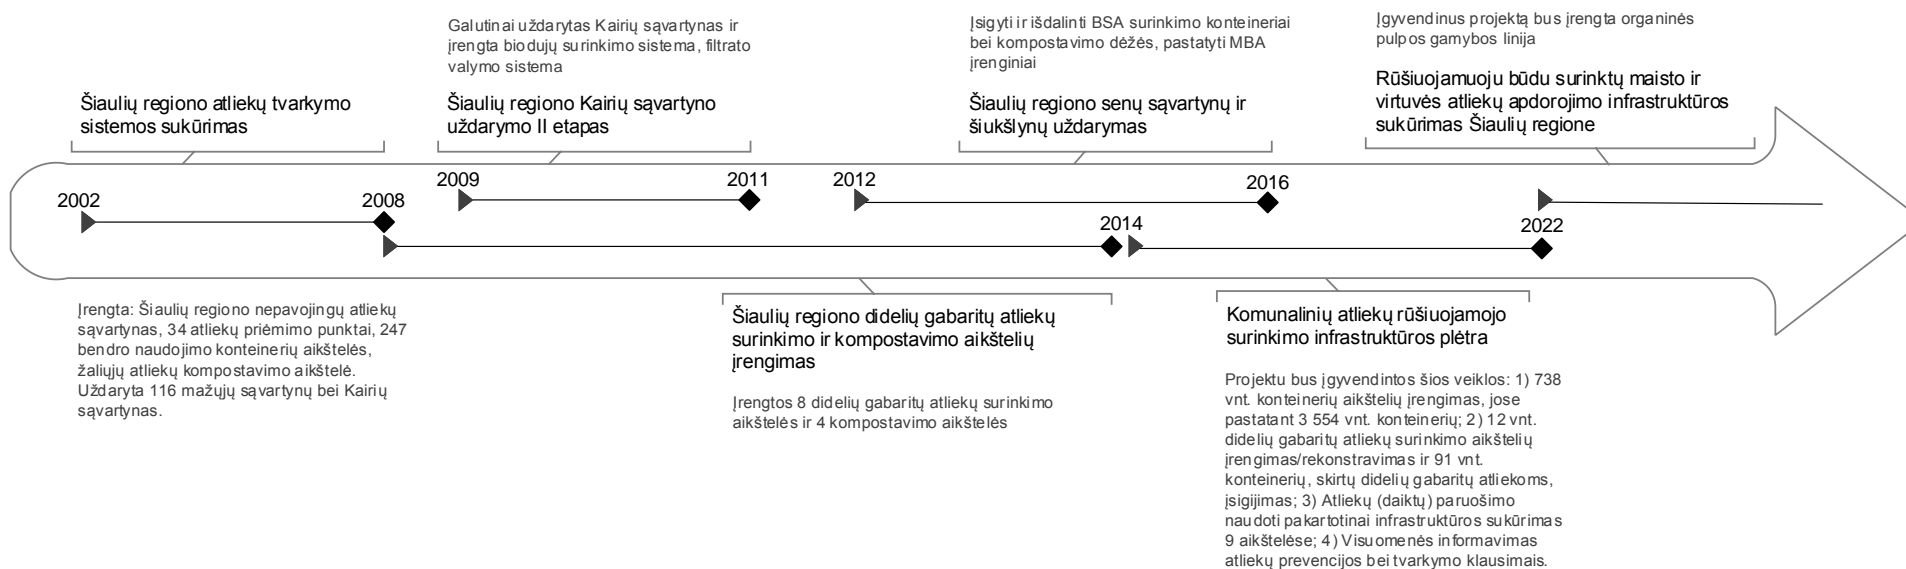 Galutinai uždarytas Kairių sąvartynas ir
įrengta biodujų surinkimo sistema, filtrato
valymo sistema
Įsigyti ir išdalinti BSA surinkimo konteineriai
bei kompostavimo dėžės, pastatyti MBA
įrenginiai
Įgyvendinus projektą bus įrengta organinės
pulpos gamybos linija
Šiaulių regiono atliekų tvarkymo
sistemos sukūrimas
Šiaulių regiono Kairių sąvartyno
uždarymo II etapas
Šiaulių regiono senų sąvartynų ir
šiukšlynų uždarymas
Rūšiuojamuoju būdu surinktų maisto ir
virtuvės atliekų apdorojimo infrastruktūros
sukūrimas Šiaulių regione
2002
2008
2009
2011
2012
2016
2014
2022
Įrengta: Šiaulių regiono nepavojingų atliekų
sąvartynas, 34 atliekų priėmimo punktai, 247
bendro naudojimo konteinerių aikštelės,
žaliųjų atliekų kompostavimo aikštelė.
Uždaryta 116 mažųjų sąvartynų bei Kairių
sąvartynas.
Šiaulių regiono didelių gabaritų atliekų
surinkimo ir kompostavimo aikštelių
įrengimas
Įrengtos 8 didelių gabaritų atliekų surinkimo
aikštelės ir 4 kompostavimo aikštelės
Komunalinių atliekų rūšiuojamojo
surinkimo infrastruktūros plėtra
Projektu bus įgyvendintos šios veiklos: 1) 738
vnt. konteinerių aikštelių įrengimas, jose
pastatant 3 554 vnt. konteinerių; 2) 12 vnt.
didelių gabaritų atliekų surinkimo aikštelių
įrengimas/rekonstravimas ir 91 vnt.
konteinerių, skirtų didelių gabaritų atliekoms,
įsigijimas; 3) Atliekų (daiktų) paruošimo
naudoti pakartotinai infrastruktūros sukūrimas
9 aikštelėse; 4) Visuomenės informavimas
atliekų prevencijos bei tvarkymo klausimais.